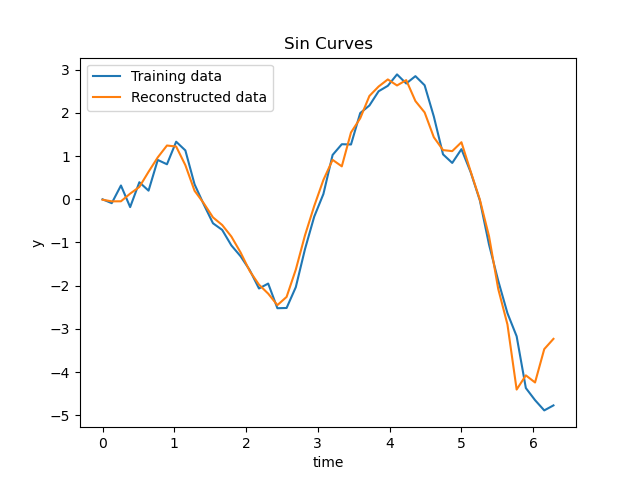 Sin Curves
Training data
Reconstructed data
y
3
2
1
0
−1
−2
−3
−4
−5
0 1 2 3 4 5 6
time